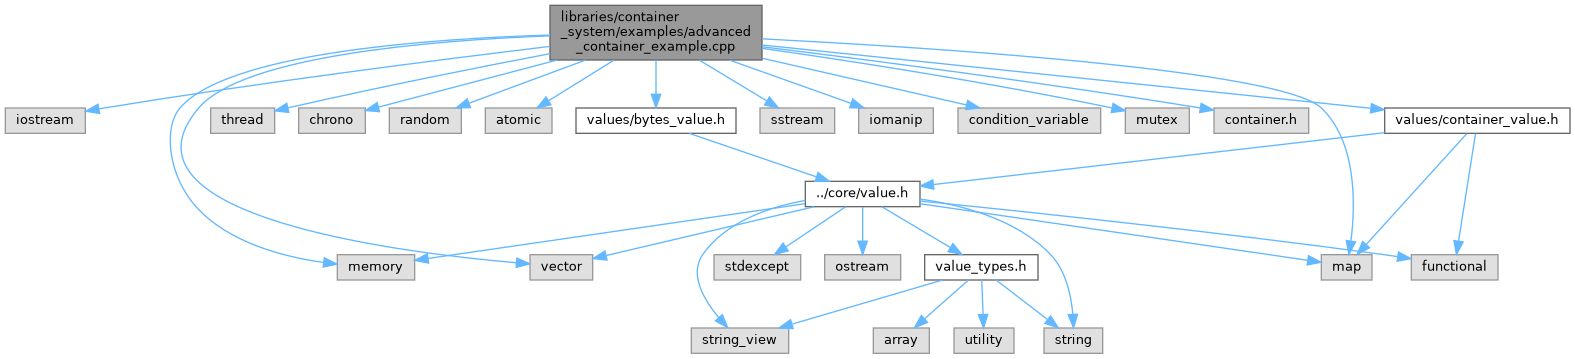 libraries/container
_system/examples/advanced
_container_example.cpp
iostream
thread
chrono
random
atomic
values/bytes_value.h
sstream
iomanip
condition_variable
mutex
container.h
values/container_value.h
../core/value.h
memory
vector
stdexcept
ostream
value_types.h
map
functional
string_view
array
utility
string